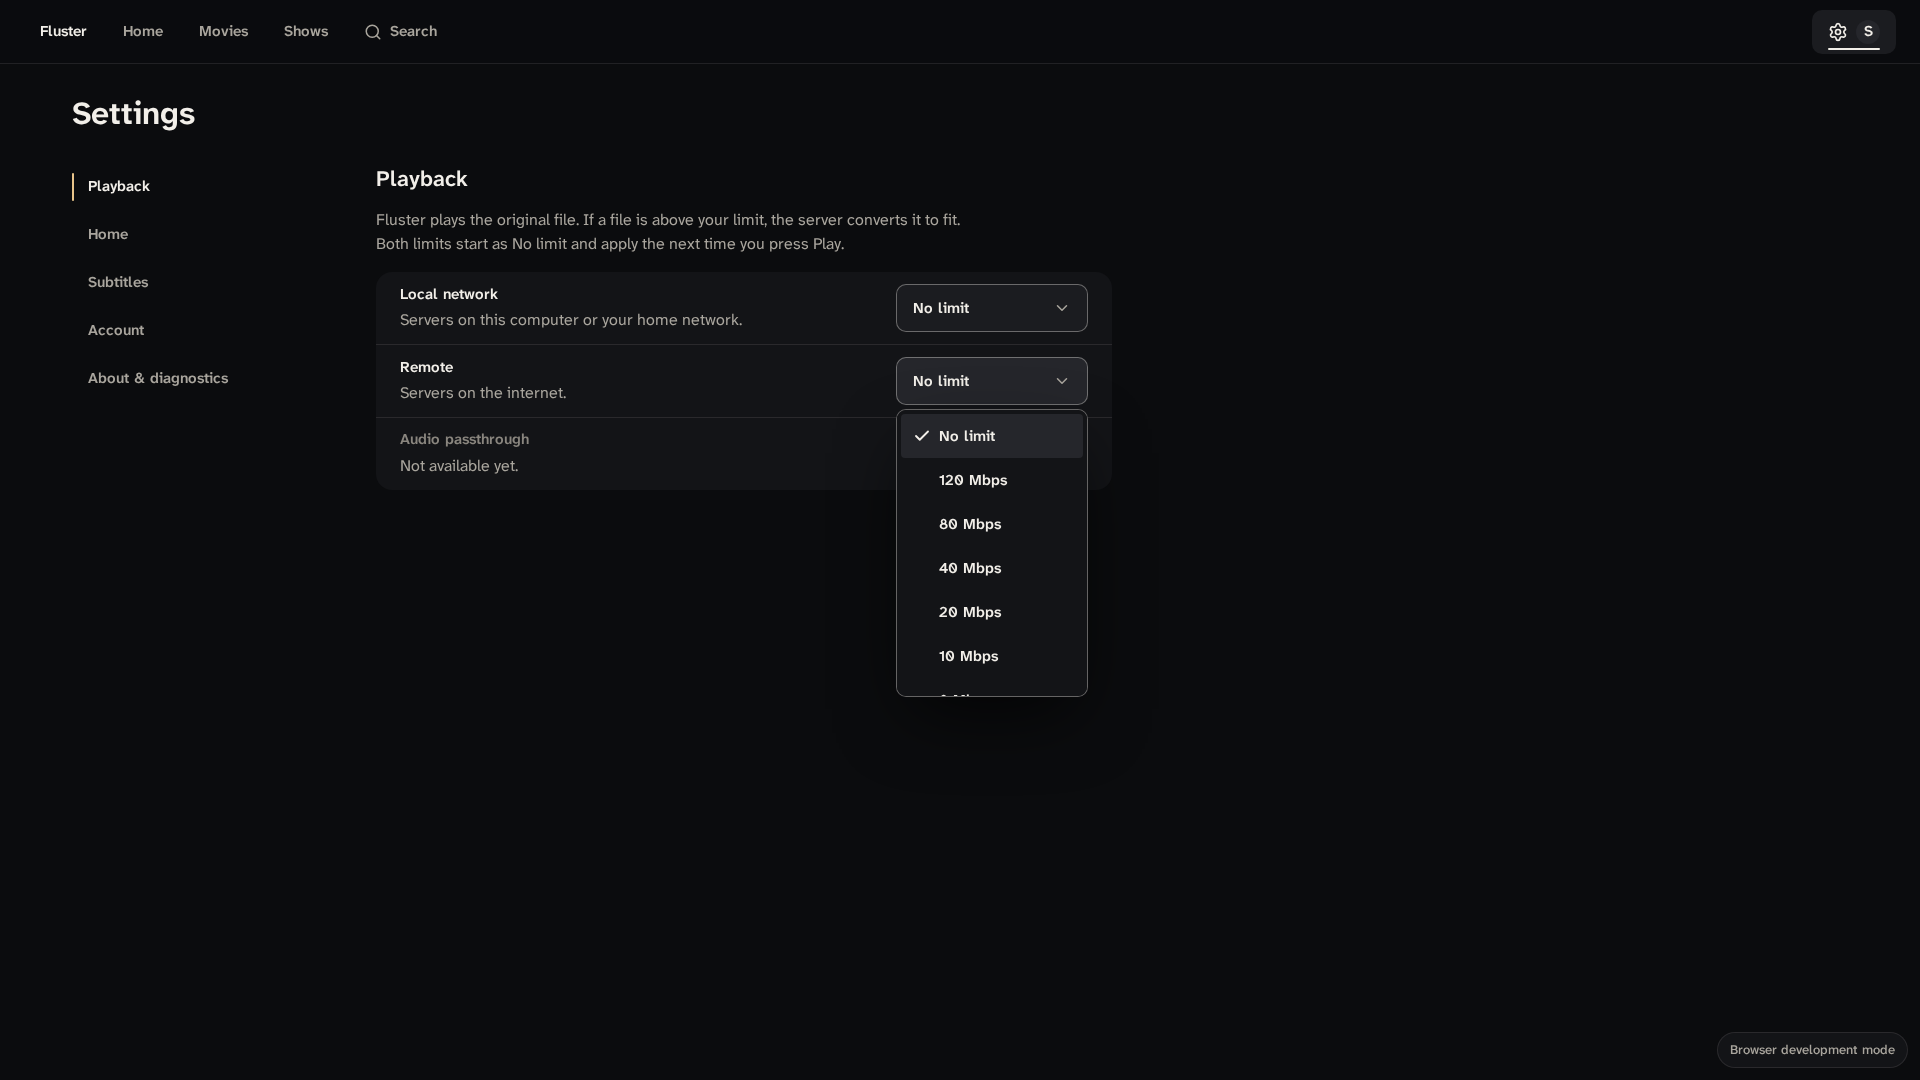 Fluster
Home
Movies
Shows
Search
S
Settings
Playback
Home
Subtitles
Account
About & diagnostics
Playback
Fluster plays the original file. If a file is above your limit, the server converts it to fit.
Both limits start as No limit and apply the next time you press Play.
Local network
Servers on this computer or your home network.
No limit
Remote
Servers on the internet.
No limit
Audio passthrough
Not available yet.
No limit
120 Mbps
80 Mbps
40 Mbps
20 Mbps
10 Mbps
Browser development mode